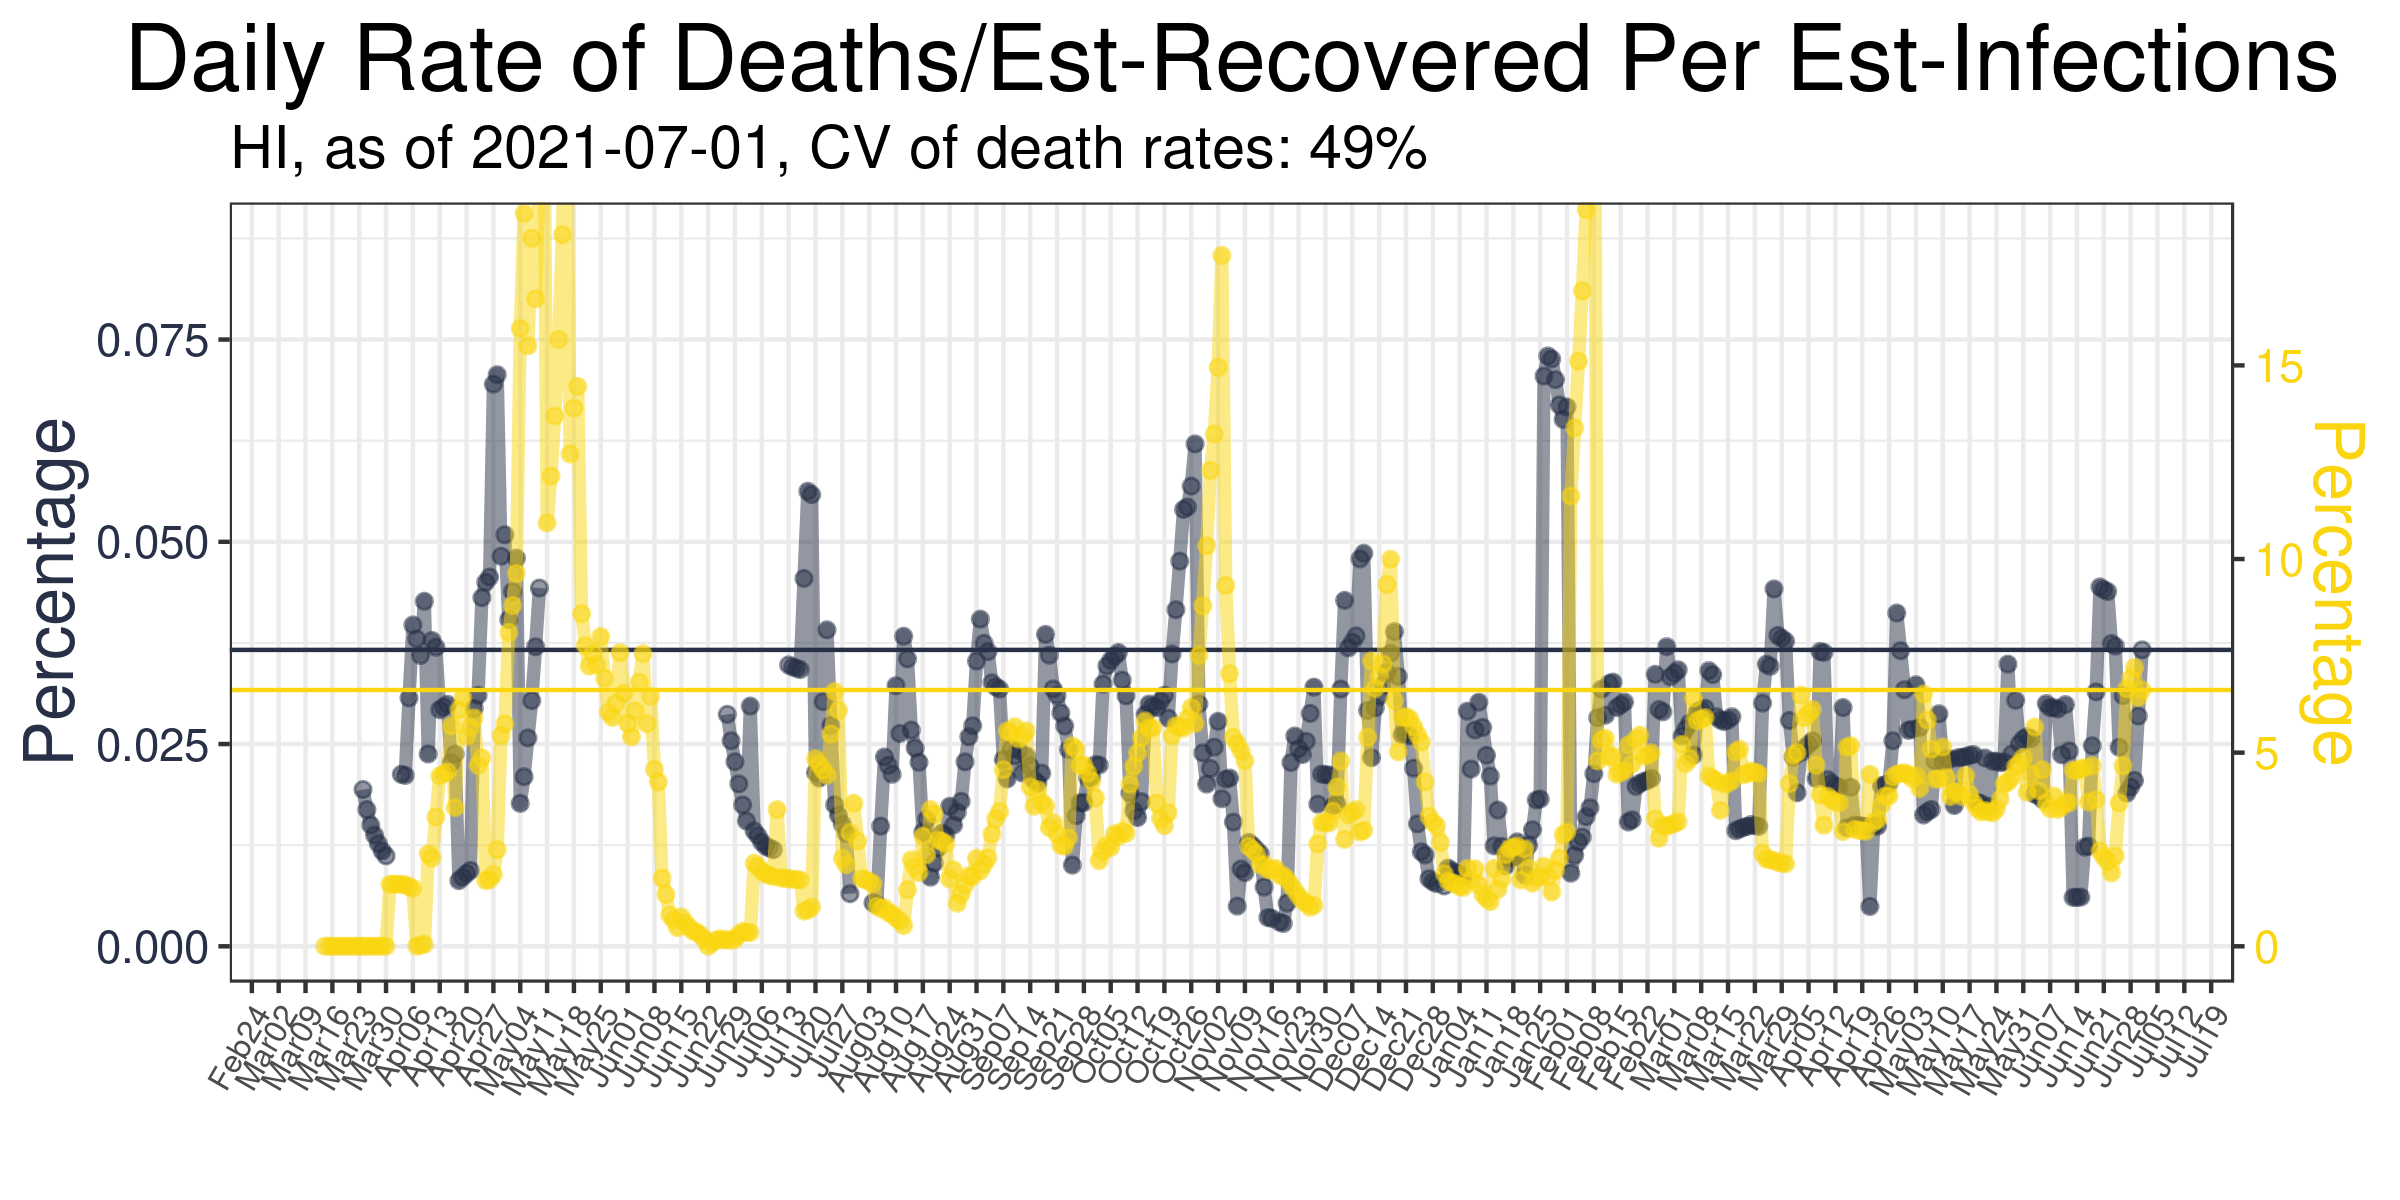 Daily Rate of Deaths/Est-Recovered Per Est-Infections
HI, as of 2021-07-01, CV of death rates: 49%
Percentage
0.075
0.050
0.025
0.000
15
10
5
0
Percentage
Feb24
Mar02
Mar09
Mar16
Mar23
Mar30
Apr06
Apr13
Apr20
Apr27
May04
May11
May18
May25
Jun01
Jun08
Jun15
Jun22
Jun29
Jul06
Jul13
Jul20
Jul27
Aug03
Aug10
Aug17
Aug24
Aug31
Sep07
Sep14
Sep21
Sep28
Oct05
Oct12
Oct19
Oct26
Nov02
Nov09
Nov16
Nov23
Nov30
Dec07
Dec14
Dec21
Dec28
Jan04
Jan11
Jan18
Jan25
Feb01
Feb08
Feb15
Feb22
Mar01
Mar08
Mar15
Mar22
Mar29
Apr05
Apr12
Apr19
Apr26
May03
May10
May17
May24
May31
Jun07
Jun14
Jun21
Jun28
Jul05
Jul12
Jul19